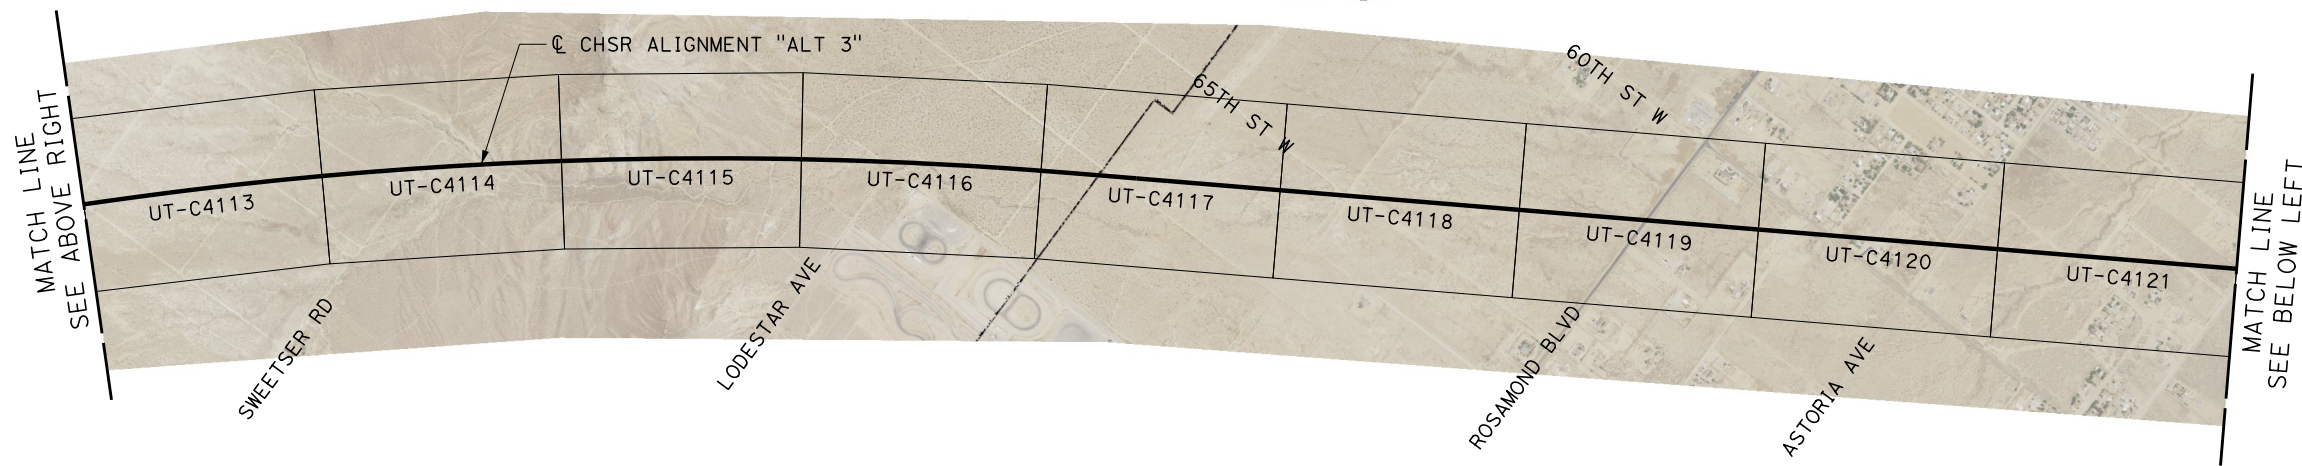 ℄ CHSR ALIGNMENT "ALT 3"
MATCH LINE
SEE ABOVE RIGHT
65TH ST W
60TH ST W
UT-C4113
UT-C4114
UT-C4115
UT-C4116
UT-C4117
UT-C4118
UT-C4119
UT-C4120
UT-C4121
SWEETSER RD
LODESTAR AVE
ROSAMOND BLVD
ASTORIA AVE
MATCH LINE
SEE BELOW LEFT